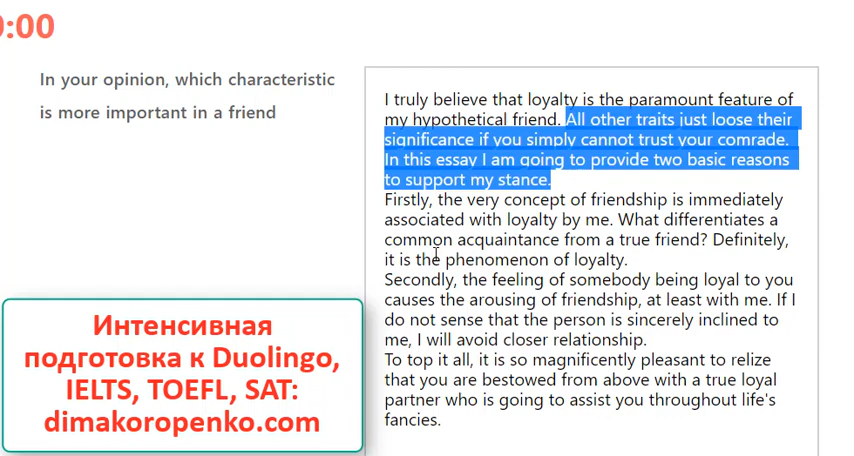 0:00
In your opinion, which characteristic
is more important in a friend
I truly believe that loyalty is the paramount feature of
my hypothetical friend. All other traits just loose their
significance if you simply cannot trust your comrade.
In this essay I am going to provide two basic reasons
to support my stance.
Firstly, the very concept of friendship is immediately
associated with loyalty by me. What differentiates a
common acquaintance from a true friend? Definitely,
it is the phenomenon of loyalty.
Secondly, the feeling of somebody being loyal to you
causes the arousing of friendship, at least with me. If I
do not sense that the person is sincerely inclined to
me, I will avoid closer relationship.
To top it all, it is so magnificently pleasant to relize
that you are bestowed from above with a true loyal
partner who is going to assist you throughout life's
fancies.
Интенсивная
подготовка к Duolingo,
IELTS, TOEFL, SAT:
dimakoropenko.com